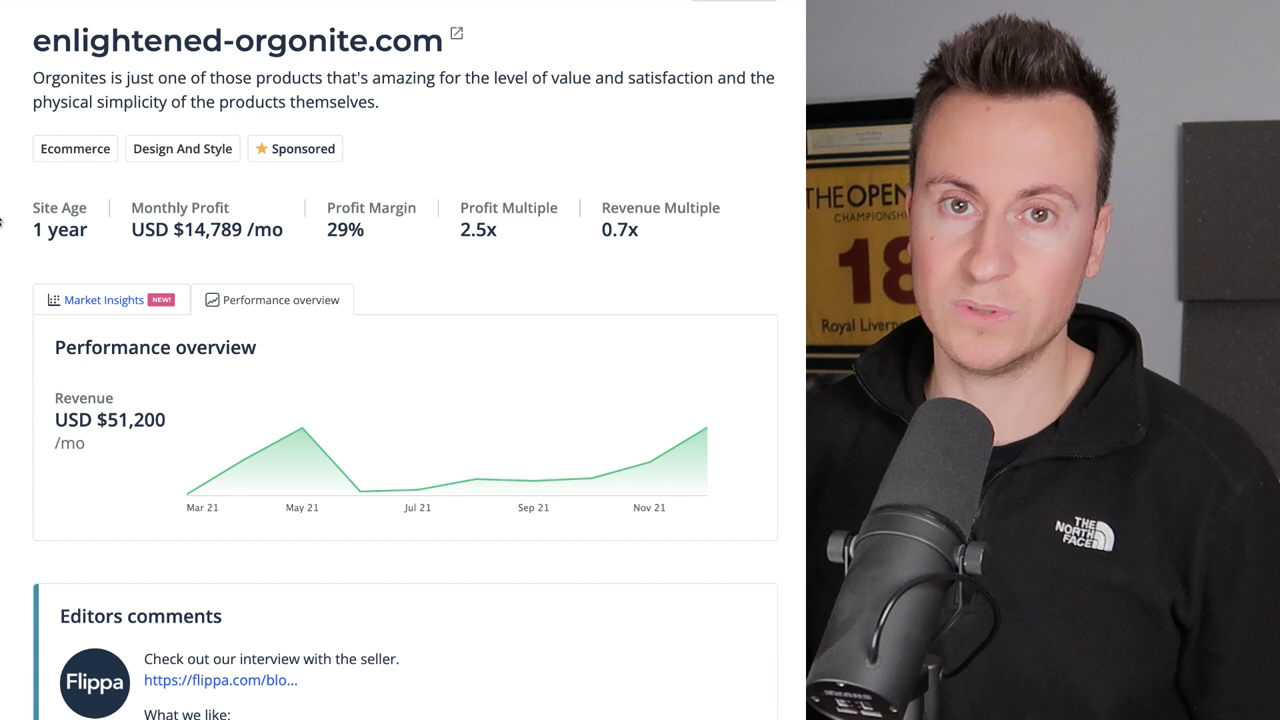 enlightened-orgonite.com
Orgonites is just one of those products that's amazing for the level of value and satisfaction and the
physical simplicity of the products themselves.
Ecommerce
Design And Style
Sponsored
Site Age
Monthly Profit
Profit Margin
Profit Multiple
Revenue Multiple
1 year
USD $14,789 /mo
29%
2.5x
0.7x
Market Insights NEW!
Performance overview
Performance overview
Revenue
USD $51,200
/mo
Mar 21
May 21
Jul 21
Sep 21
Nov 21
Editors comments
Flippa
Check out our interview with the seller.
https://flippa.com/blo...
What we like:
THE OPEN
CHAMPIONSH
18
Royal Liverp
THE
NORTH
FACE